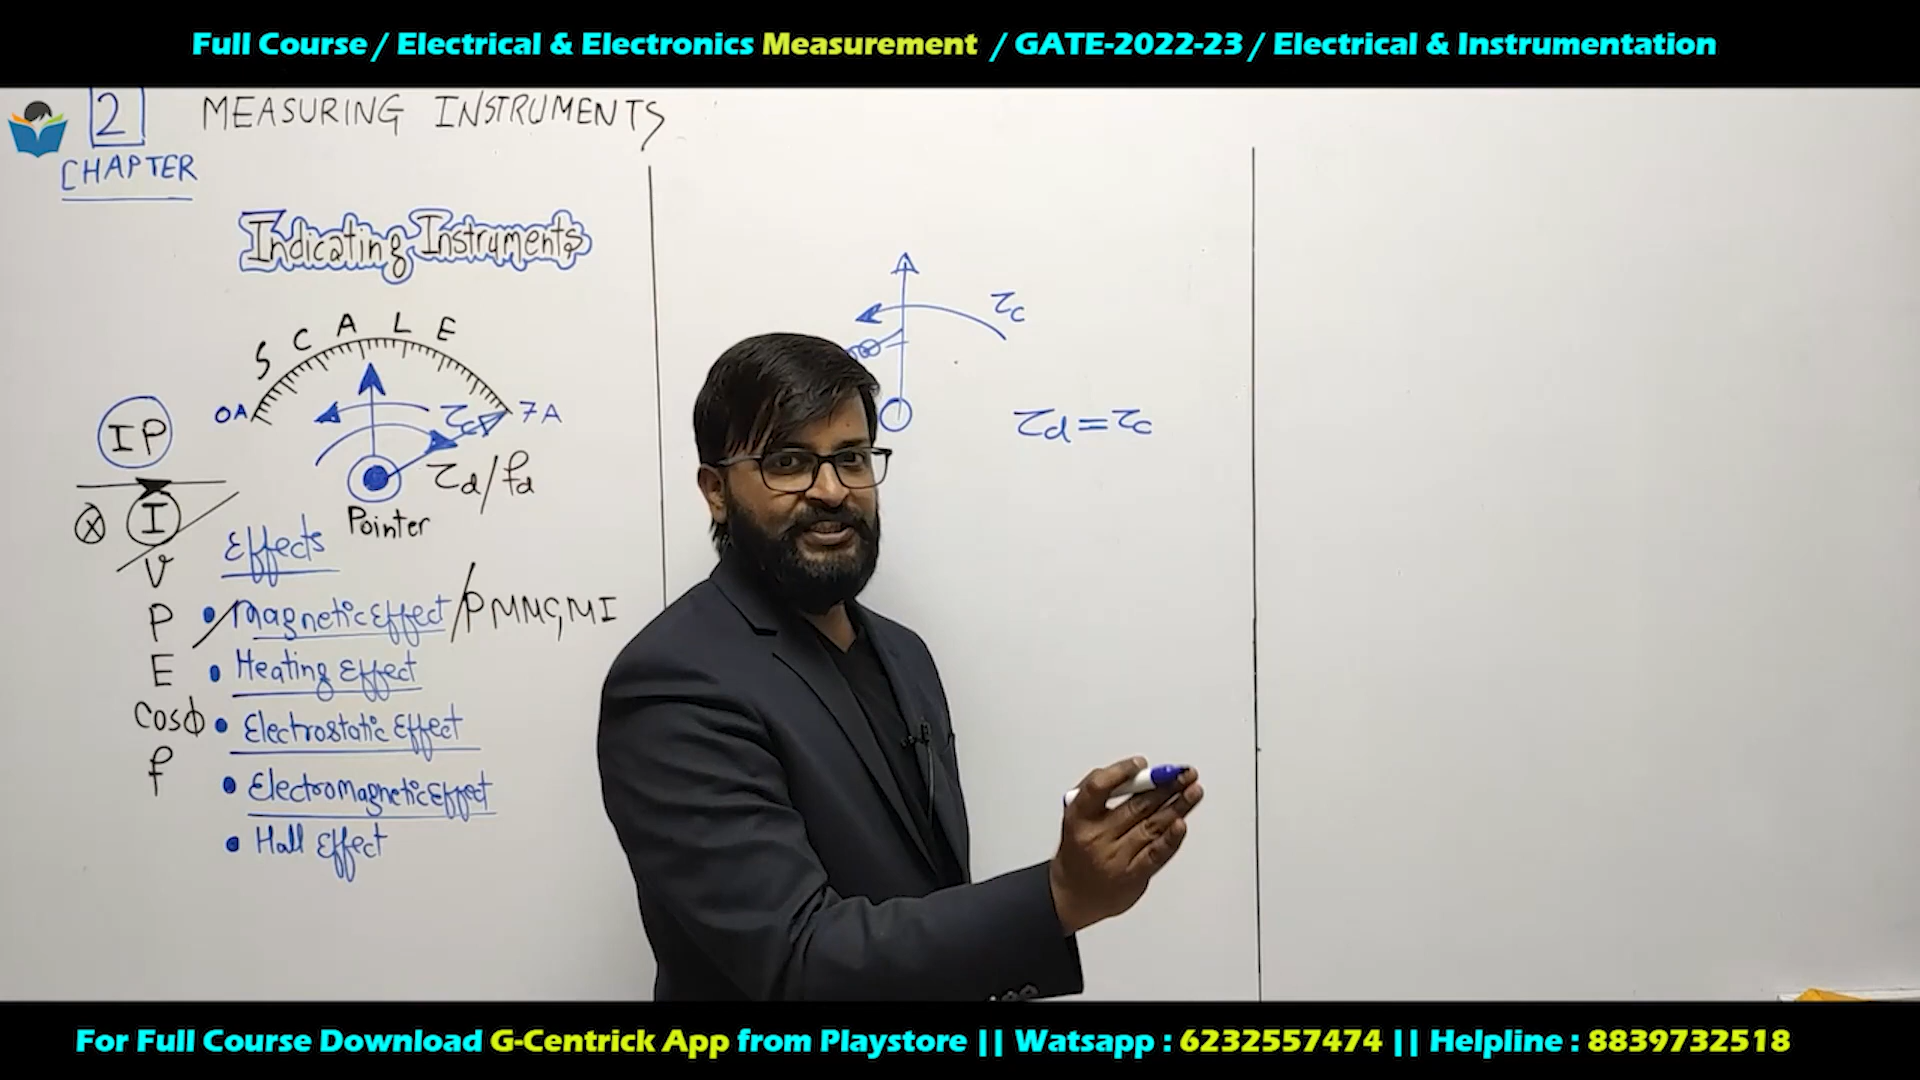 Full Course / Electrical & Electronics Measurement / GATE-2022-23 / Electrical & Instrumentation
2 MEASURING INSTRUMENTS
CHAPTER
Indicating Instruments
SCALE
0A
7A
τc
IP
τd/fd
I
Pointer
V
Effects
P
• Magnetic Effect / PMMC, MI
E
• Heating Effect
cosϕ
• Electrostatic Effect
f
• Electromagnetic Effect
• Hall Effect
τc
τd = τc
For Full Course Download G-Centrick App from Playstore || Watsapp : 6232557474 || Helpline : 8839732518